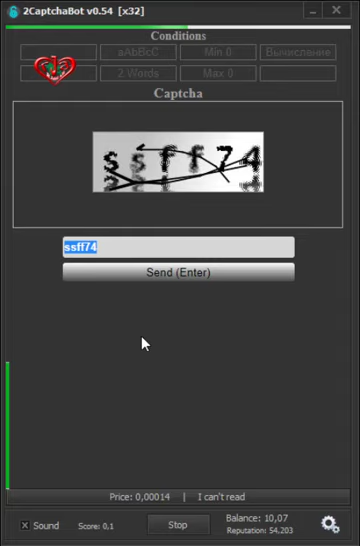 2CaptchaBot v0.54 [x32]
Conditions
aAbBcC Min 0 Вычисление
2 Words Max 0
Captcha
ssff74
ssff74
Send (Enter)
Price: 0,00014 | I can't read
Sound Score: 0,1 Stop Balance: 10,07
Reputation: 54.203